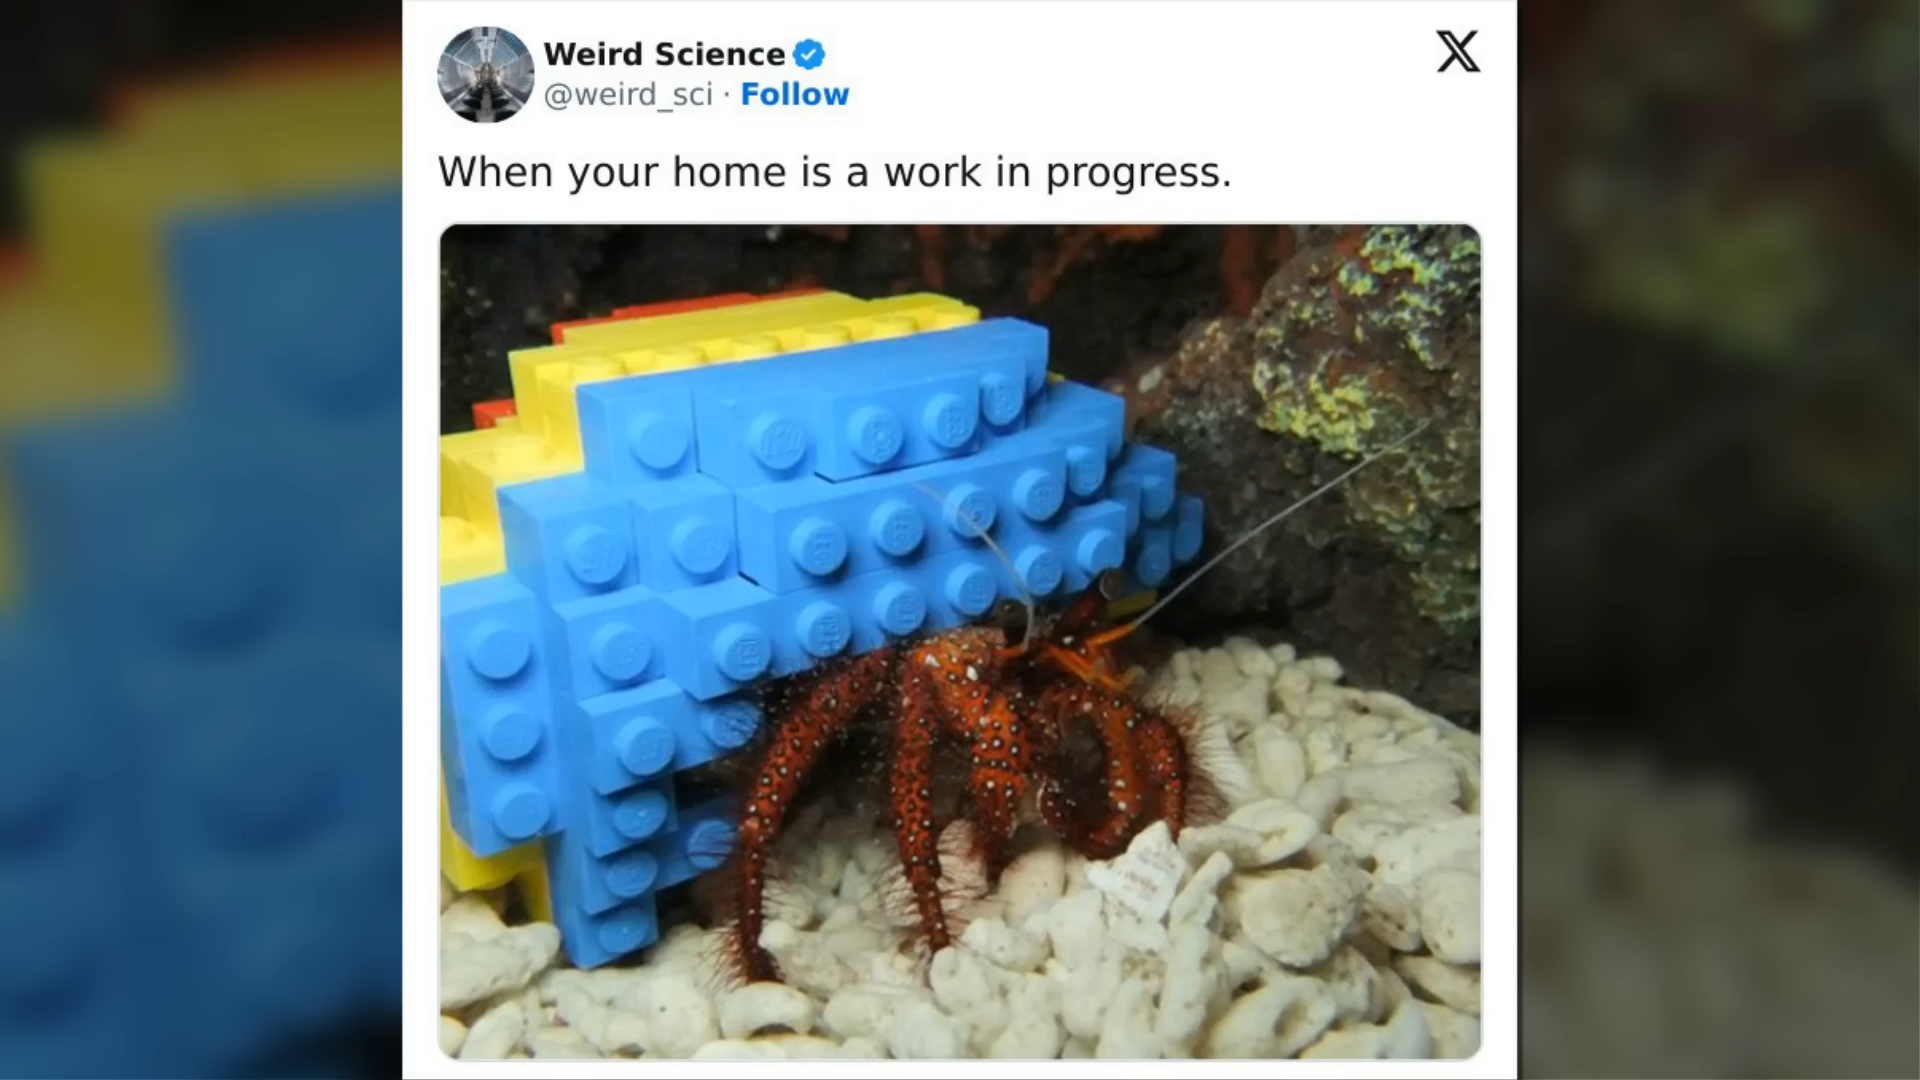 Weird Science
@weird_sci · Follow
When your home is a work in progress.